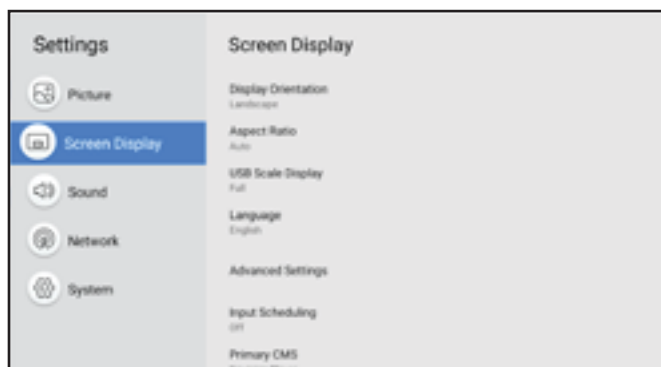 Settings
Picture
Screen Display
Sound
Network
System
Screen Display
Display Orientation
Landscape
Aspect Ratio
Auto
USB Scale Display
Full
Language
English
Advanced Settings
Input Scheduling
Off
Primary CMS